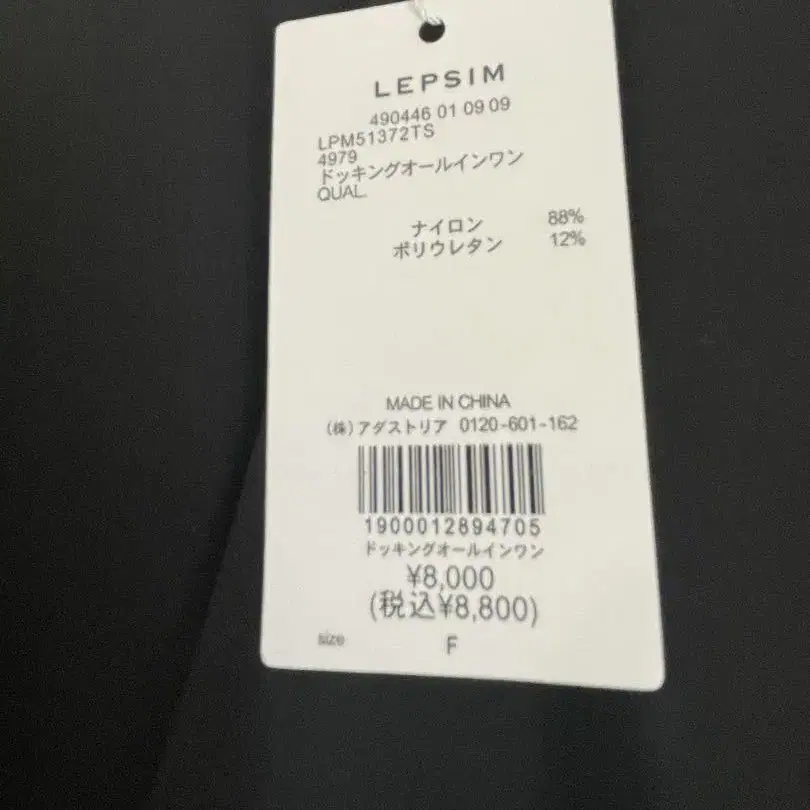 LEPSIM
490446 01 09 09
LPM51372TS
4979
ドッキングオールインワン
QUAL.
ナイロン 88%
ポリウレタン 12%
MADE IN CHINA
(株)アダストリア 0120-601-162
1900012894705
ドッキングオールインワン
¥8,000
(税込¥8,800)
size F